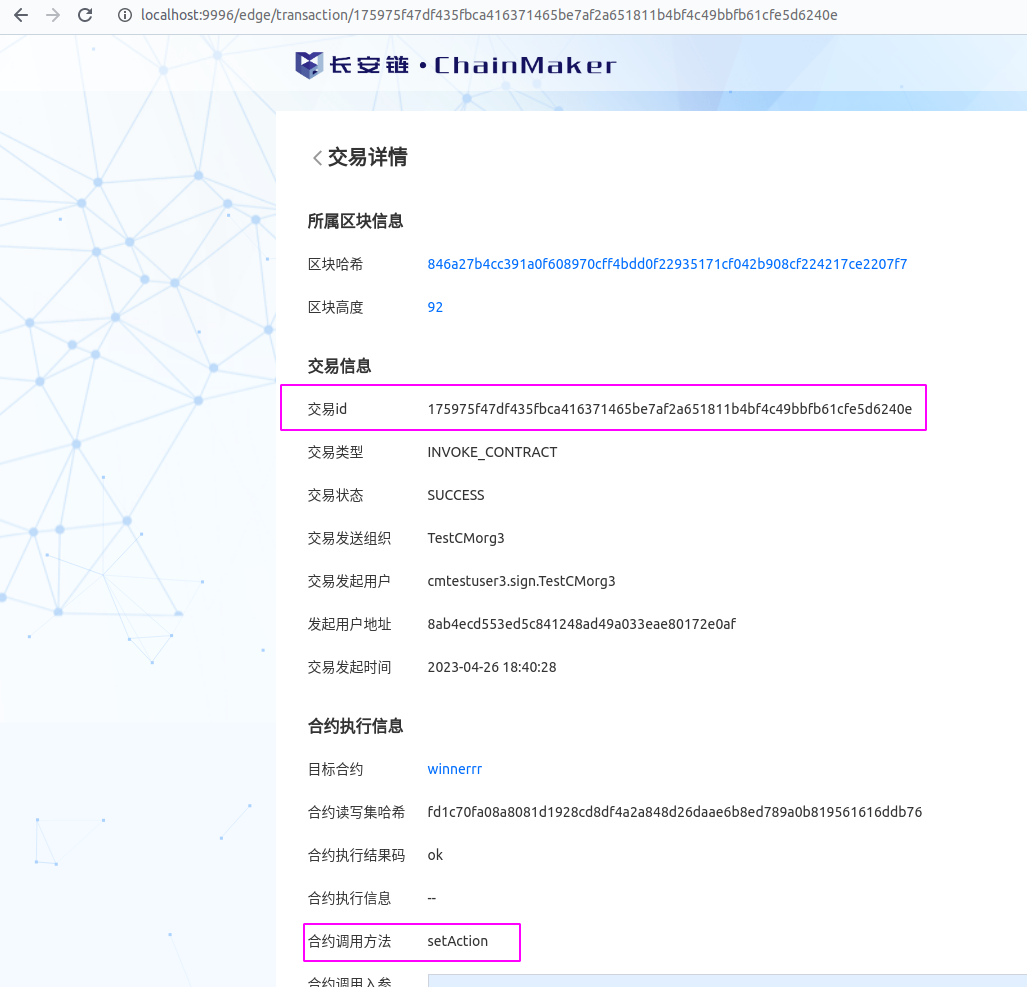 localhost:9996/edge/transaction/175975f47df435fbca416371465be7af2a651811b4bf4c49bbfb61cfe5d6240e
长安链·ChainMaker
交易详情
所属区块信息
区块哈希 846a27b4cc391a0f608970cff4bdd0f22935171cf042b908cf224217ce2207f7
区块高度 92
交易信息
交易id 175975f47df435fbca416371465be7af2a651811b4bf4c49bbfb61cfe5d6240e
交易类型 INVOKE_CONTRACT
交易状态 SUCCESS
交易发送组织 TestCMorg3
交易发起用户 cmtestuser3.sign.TestCMorg3
发起用户地址 8ab4ecd553ed5c841248ad49a033eae80172e0af
交易发起时间 2023-04-26 18:40:28
合约执行信息
目标合约 winnerrr
合约读写集哈希 fd1c70fa08a8081d1928cd8df4a2a848d26daae6b8ed789a0b819561616ddb76
合约执行结果码 ok
合约执行信息 --
合约调用方法 setAction
合约调用入参